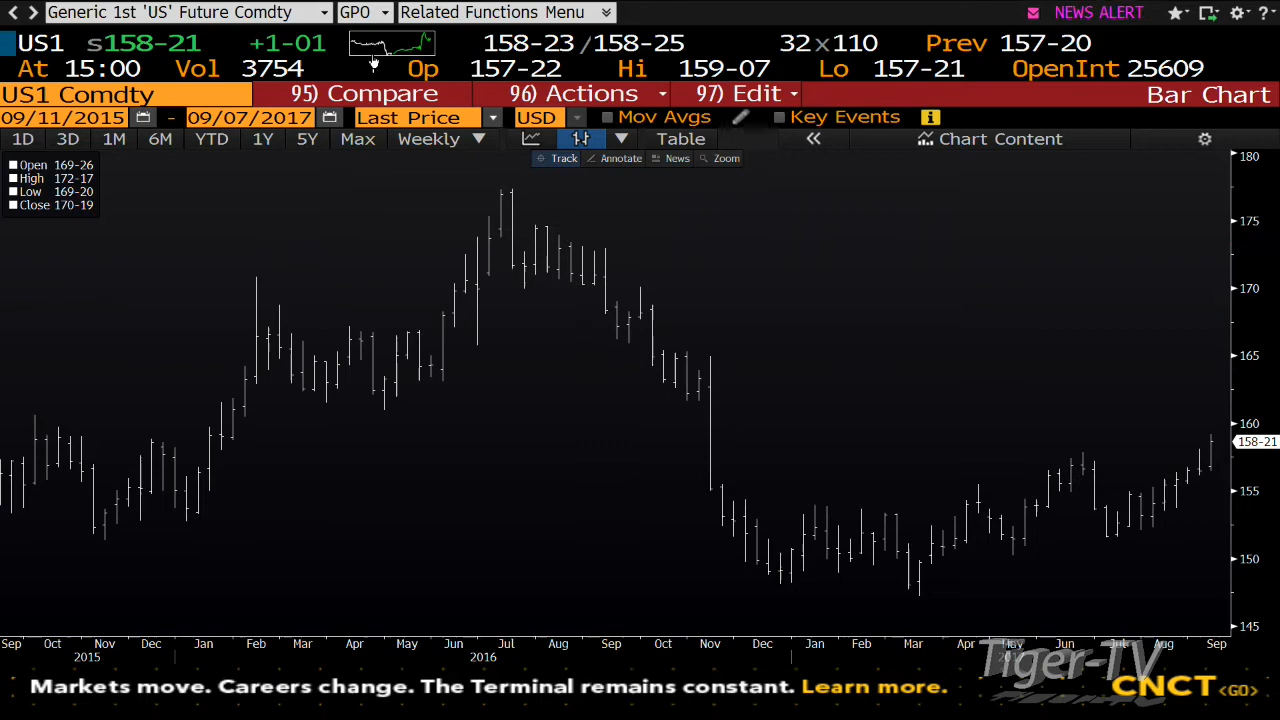 Generic 1st 'US' Future Comdty GPO Related Functions Menu NEWS ALERT ?
US1 s158-21 +1-01 158-23 /158-25 32x110 Prev 157-20
At 15:00 Vol 3754 Op 157-22 Hi 159-07 Lo 157-21 OpenInt 25609
US1 Comdty 95) Compare 96) Actions 97) Edit Bar Chart
09/11/2015 - 09/07/2017 Last Price USD Mov Avgs Key Events i
1D 3D 1M 6M YTD 1Y 5Y Max Weekly Table Chart Content
Track Annotate News Zoom
Open 169-26
High 172-17
Low 169-20
Close 170-19
180
175
170
165
160
158-21
155
150
145
Sep Oct Nov Dec Jan Feb Mar Apr May Jun Jul Aug Sep Oct Nov Dec Jan Feb Mar Apr May Jun Jul Aug Sep
2015 2016
Tiger-TV
Markets move. Careers change. The Terminal remains constant. Learn more. CNCT <GO>